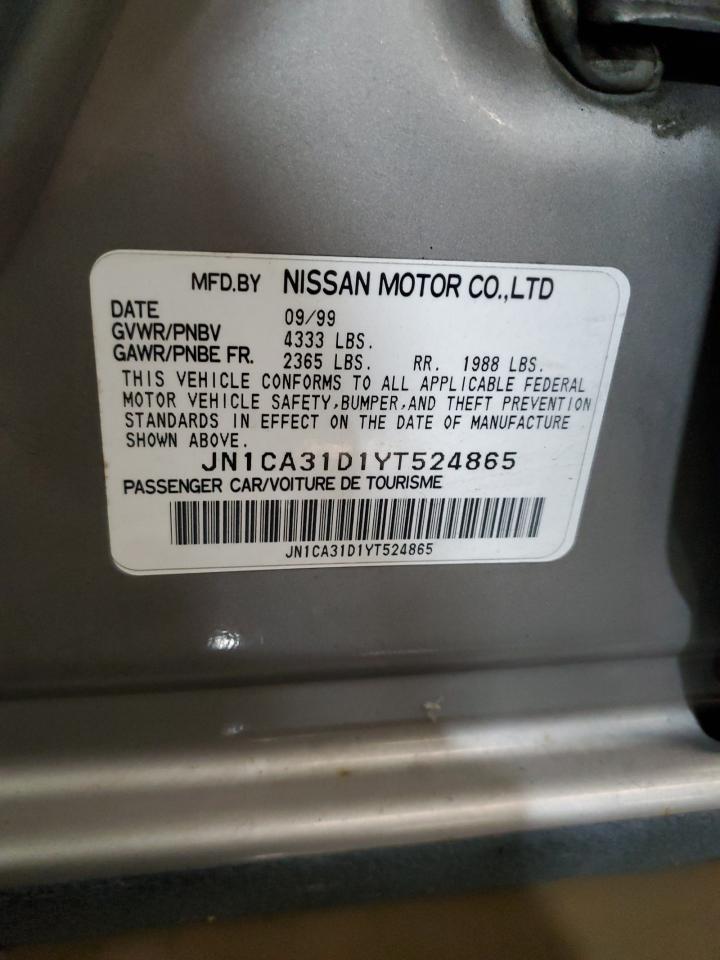 MFD.BY NISSAN MOTOR CO.,LTD
DATE 09/99
GVWR/PNBV 4333 LBS.
GAWR/PNBE FR. 2365 LBS. RR. 1988 LBS.
THIS VEHICLE CONFORMS TO ALL APPLICABLE FEDERAL
MOTOR VEHICLE SAFETY,BUMPER,AND THEFT PREVENTION
STANDARDS IN EFFECT ON THE DATE OF MANUFACTURE
SHOWN ABOVE.
JN1CA31D1YT524865
PASSENGER CAR/VOITURE DE TOURISME
JN1CA31D1YT524865